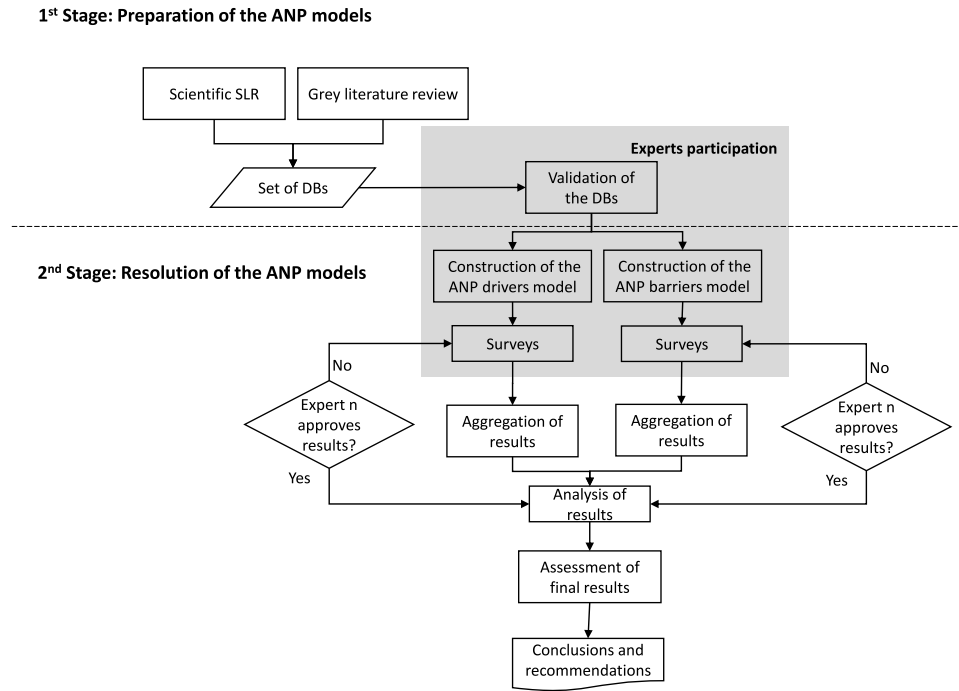 1st Stage: Preparation of the ANP models
Scientific SLR
Grey literature review
Experts participation
Set of DBs
Validation of
the DBs
2nd Stage: Resolution of the ANP models
Construction of the
ANP drivers model
Construction of the
ANP barriers model
Surveys
Surveys
No
No
Expert n
approves
results?
Aggregation of
results
Aggregation of
results
Expert n
approves
results?
Yes
Yes
Analysis of
results
Assessment of
final results
Conclusions and
recommendations